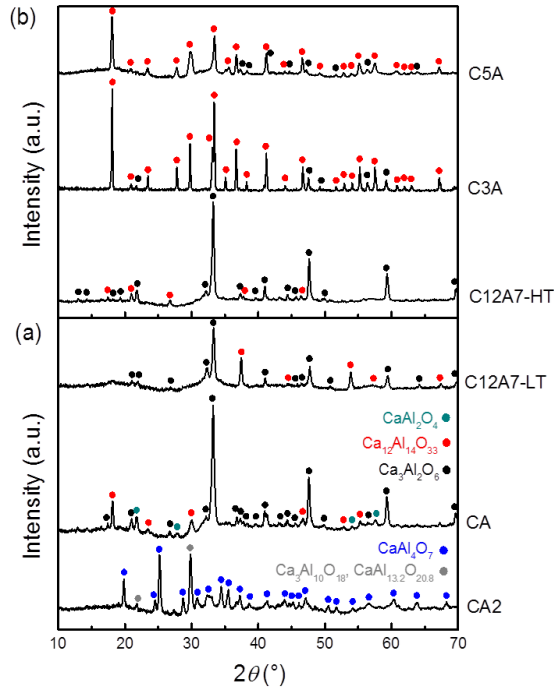 (b)
C5A
C3A
C12A7-HT
Intensity (a.u.)
(a)
C12A7-LT
CaAl₂O₄
Ca₁₂Al₁₄O₃₃
Ca₃Al₂O₆
CA
Intensity (a.u.)
CaAl₄O₇
Ca₃Al₁₀O₁₈, CaAl₁₃.₂O₂₀.₈
CA2
10 20 30 40 50 60 70
2θ (°)